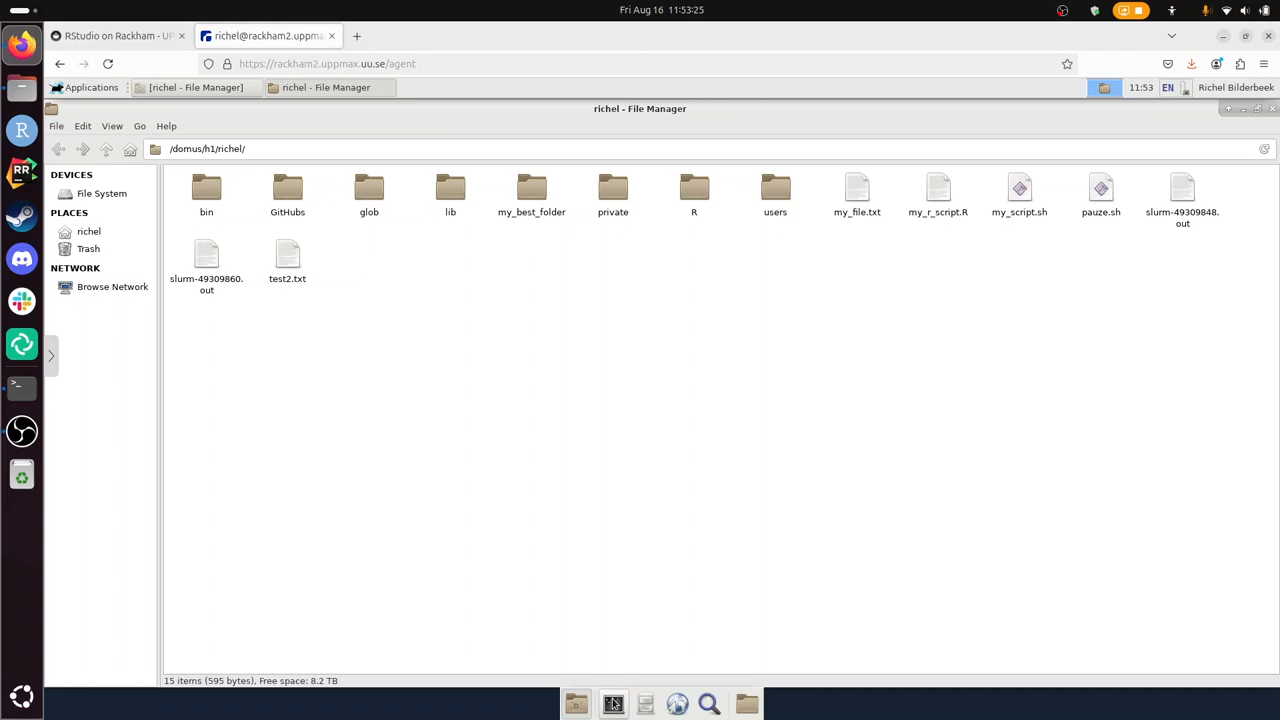 Fri Aug 16 11:53:25
RStudio on Rackham - UP
richel@rackham2.uppma
https://rackham2.uppmax.uu.se/agent
Applications
[richel - File Manager]
richel - File Manager
11:53
EN
Richel Bilderbeek
richel - File Manager
File Edit View Go Help
/domus/h1/richel/
DEVICES
File System
PLACES
richel
Trash
NETWORK
Browse Network
bin
GitHubs
glob
lib
my_best_folder
private
R
users
my_file.txt
my_r_script.R
my_script.sh
pauze.sh
slurm-49309848.
out
slurm-49309860.
out
test2.txt
15 items (595 bytes), Free space: 8.2 TB
R
RR